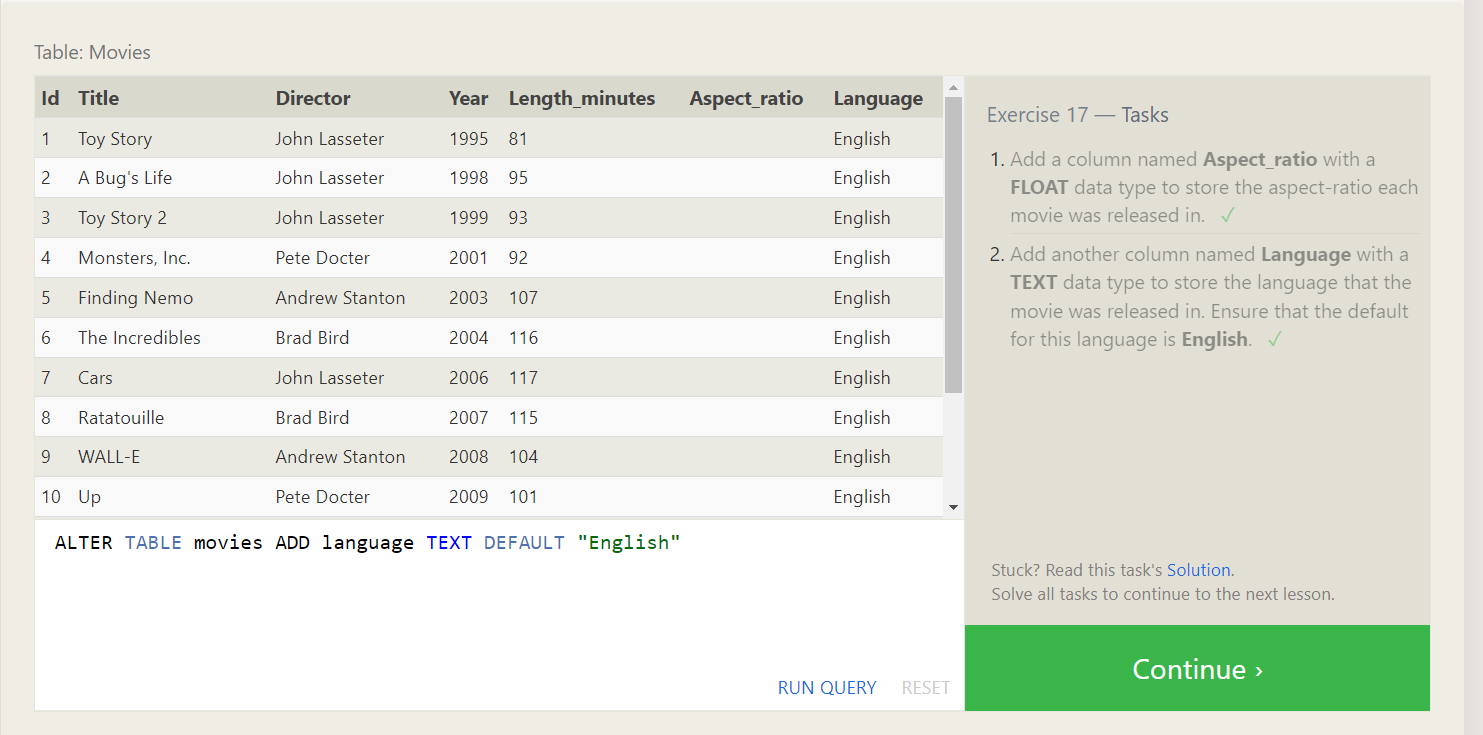 Table: Movies
Id Title Director Year Length_minutes Aspect_ratio Language
1 Toy Story John Lasseter 1995 81 English
2 A Bug's Life John Lasseter 1998 95 English
3 Toy Story 2 John Lasseter 1999 93 English
4 Monsters, Inc. Pete Docter 2001 92 English
5 Finding Nemo Andrew Stanton 2003 107 English
6 The Incredibles Brad Bird 2004 116 English
7 Cars John Lasseter 2006 117 English
8 Ratatouille Brad Bird 2007 115 English
9 WALL-E Andrew Stanton 2008 104 English
10 Up Pete Docter 2009 101 English
ALTER TABLE movies ADD language TEXT DEFAULT "English"
RUN QUERY RESET
Exercise 17 — Tasks
1. Add a column named Aspect_ratio with a
FLOAT data type to store the aspect-ratio each
movie was released in. ✓
2. Add another column named Language with a
TEXT data type to store the language that the
movie was released in. Ensure that the default
for this language is English. ✓
Stuck? Read this task's Solution.
Solve all tasks to continue to the next lesson.
Continue ›